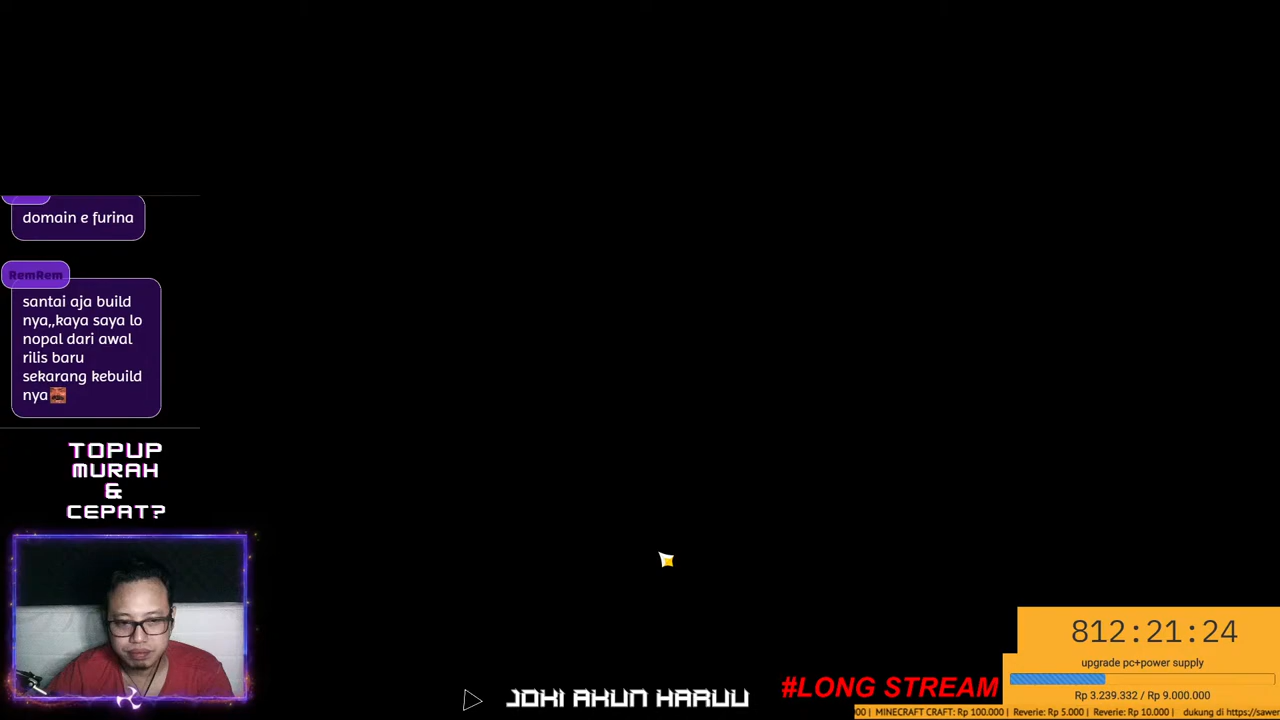 domain e furina
RemRem
santai aja build
nya,,kaya saya lo
nopal dari awal
rilis baru
sekarang kebuild
nya
TOPUP
MURAH
&
CEPAT?
812:21:24
upgrade pc+power supply
Rp 3.239.332 / Rp 9.000.000
#LONG STREAM
JOKI AKUN HARUU
000 | MINECRAFT CRAFT: Rp 100.000 | Reverie: Rp 5.000 | Reverie: Rp 10.000 | dukung di https://sawer